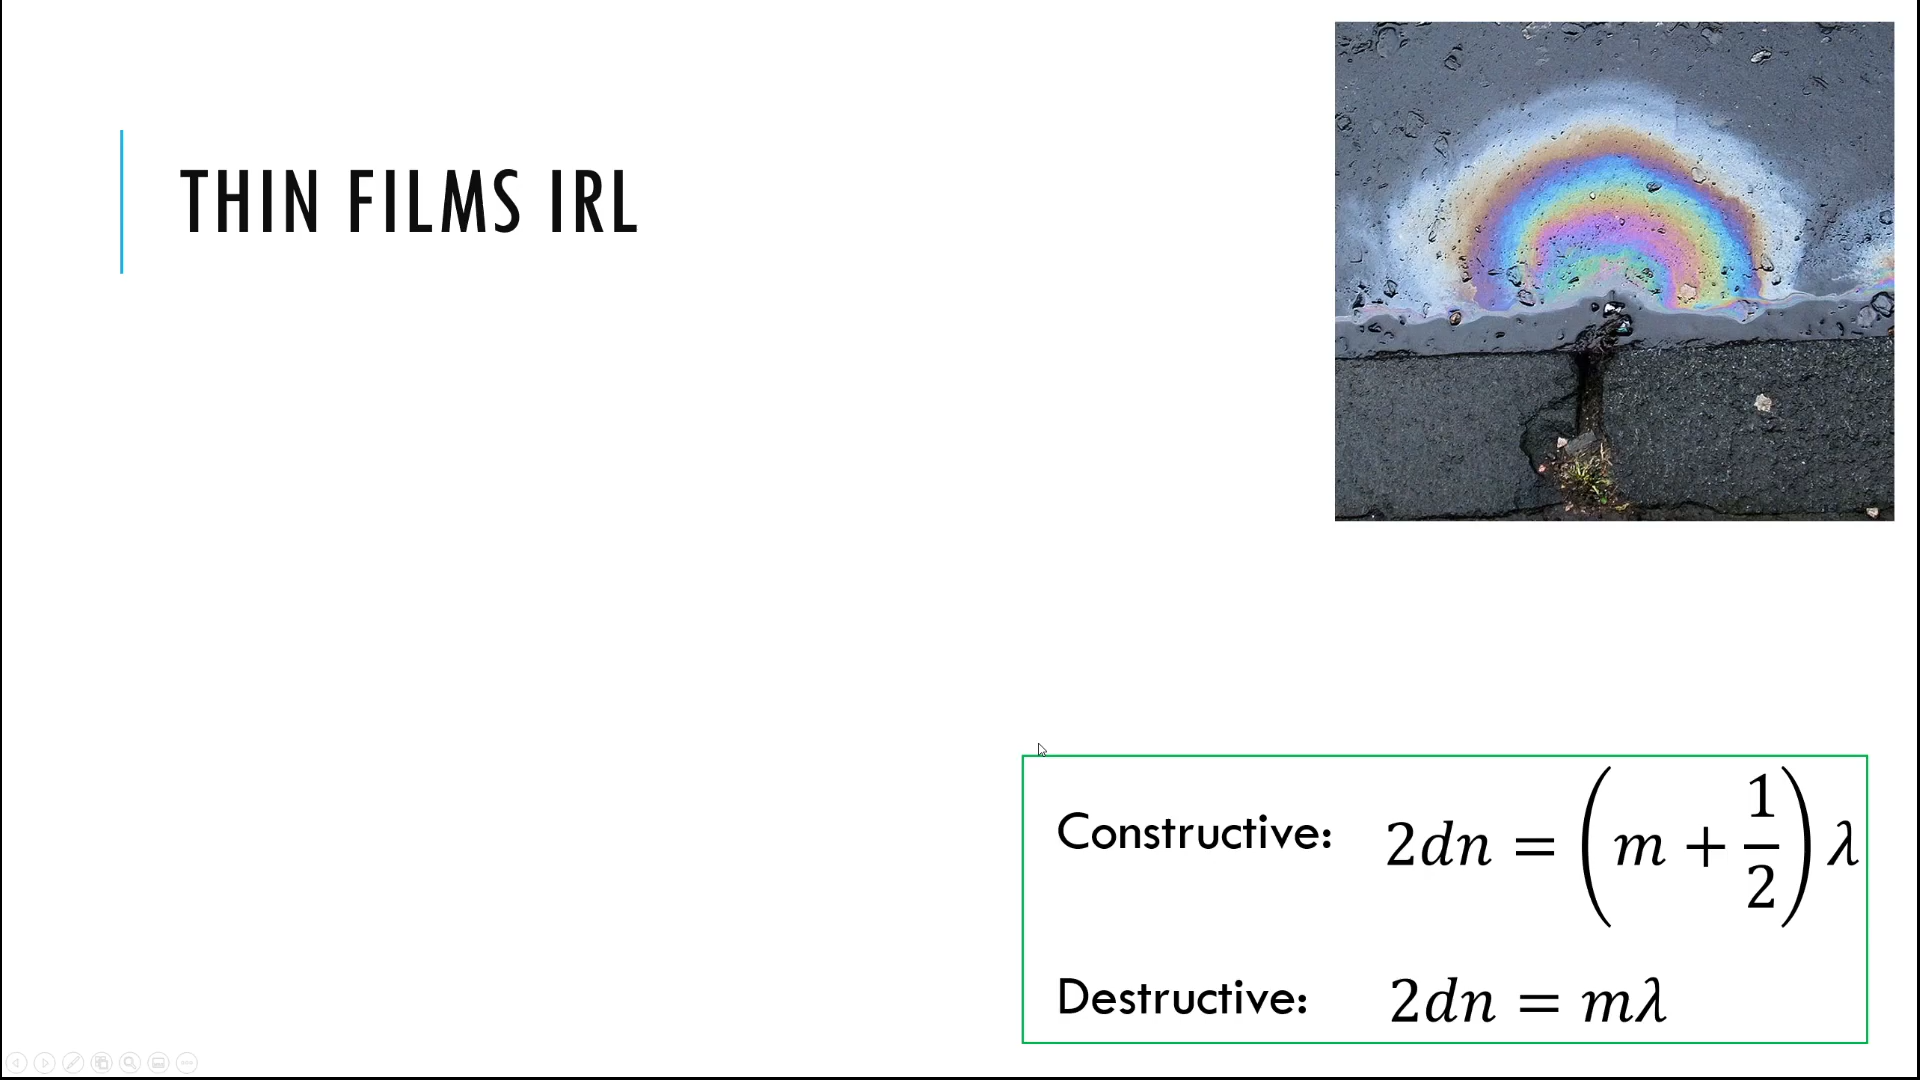 THIN FILMS IRL
Constructive: 2dn = (m + 1/2) λ
Destructive: 2dn = mλ